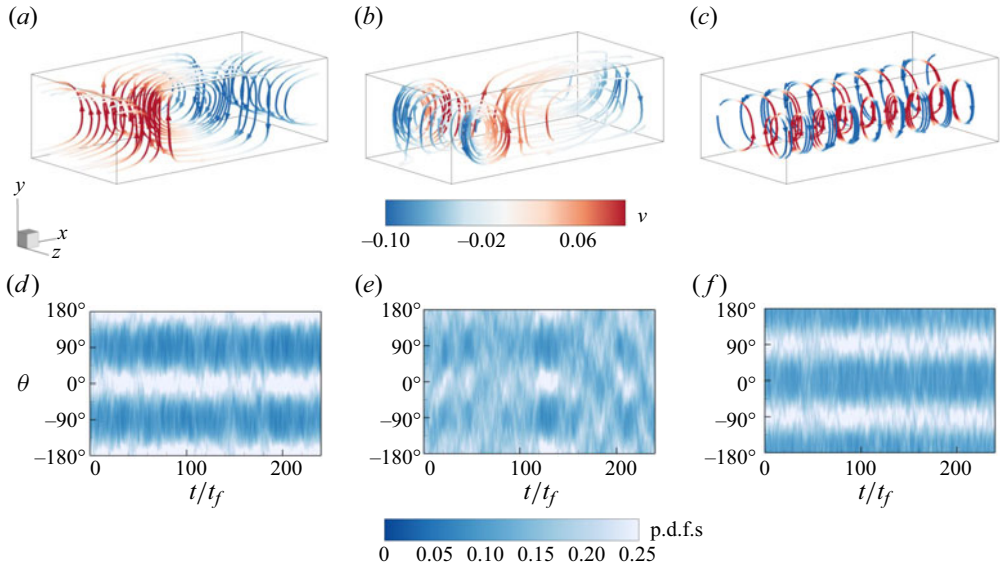 (a) (b) (c)
y
x
z
v
−0.10 −0.02 0.06
(d) (e) (f)
180° 180° 180°
90° 90° 90°
θ 0° 0° 0°
−90° −90° −90°
−180° −180° −180°
0 100 200 0 100 200 0 100 200
t/t_f t/t_f t/t_f
p.d.f.s
0 0.05 0.10 0.15 0.20 0.25